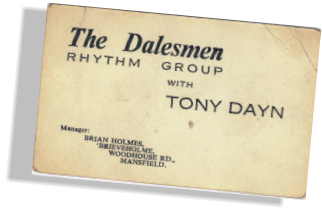 The Dalesmen
RHYTHM GROUP
WITH
TONY DAYN
Manager:
BRIAN HOLMES,
'BRIEVEHOLME,
WOODHOUSE RD.,
MANSFIELD.